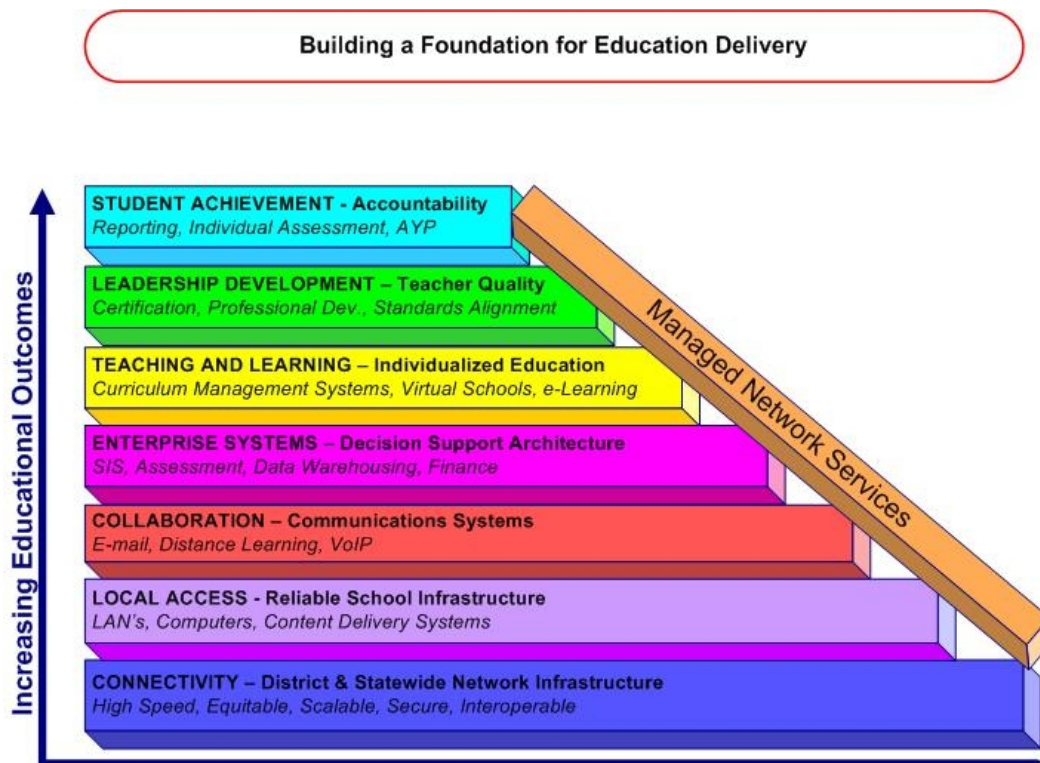 Building a Foundation for Education Delivery
STUDENT ACHIEVEMENT - Accountability
Reporting, Individual Assessment, AYP
LEADERSHIP DEVELOPMENT – Teacher Quality
Certification, Professional Dev., Standards Alignment
TEACHING AND LEARNING – Individualized Education
Curriculum Management Systems, Virtual Schools, e-Learning
ENTERPRISE SYSTEMS – Decision Support Architecture
SIS, Assessment, Data Warehousing, Finance
COLLABORATION – Communications Systems
E-mail, Distance Learning, VoIP
LOCAL ACCESS - Reliable School Infrastructure
LAN's, Computers, Content Delivery Systems
CONNECTIVITY – District & Statewide Network Infrastructure
High Speed, Equitable, Scalable, Secure, Interoperable
Increasing Educational Outcomes
Managed Network Services